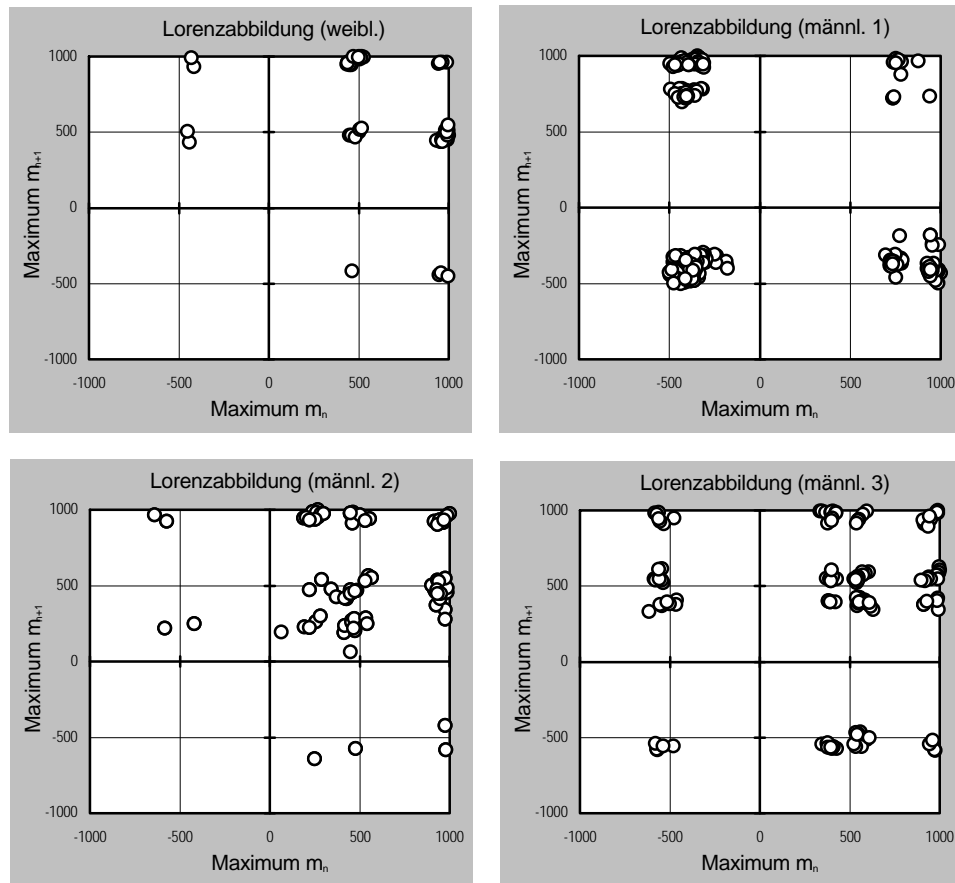 Lorenzabbildung (weibl.)
1000
500
0
-500
-1000
-1000 -500 0 500 1000
Maximum mₙ
Maximum mₙ₊₁
Lorenzabbildung (männl. 1)
1000
500
0
-500
-1000
-1000 -500 0 500 1000
Maximum mₙ
Maximum mₙ₊₁
Lorenzabbildung (männl. 2)
1000
500
0
-500
-1000
-1000 -500 0 500 1000
Maximum mₙ
Maximum mₙ₊₁
Lorenzabbildung (männl. 3)
1000
500
0
-500
-1000
-1000 -500 0 500 1000
Maximum mₙ
Maximum mₙ₊₁